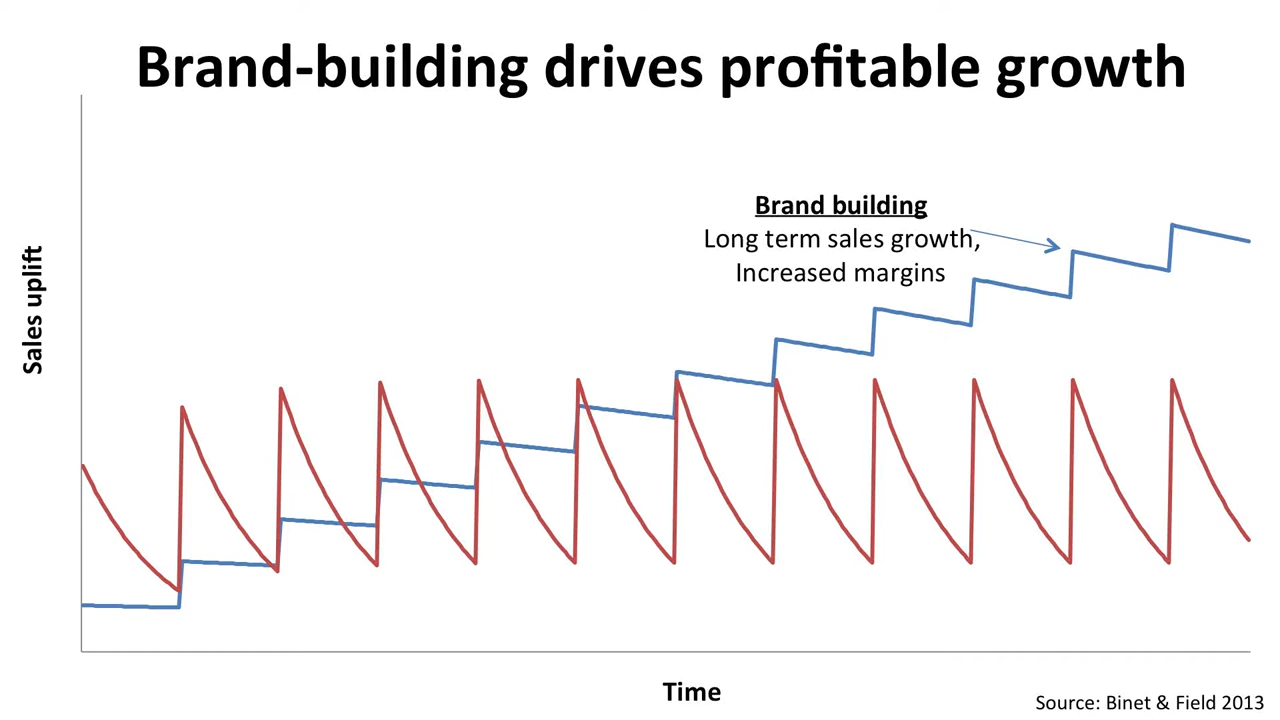 Brand-building drives profitable growth
Brand building
Long term sales growth,
Increased margins
Sales uplift
Time
Source: Binet & Field 2013